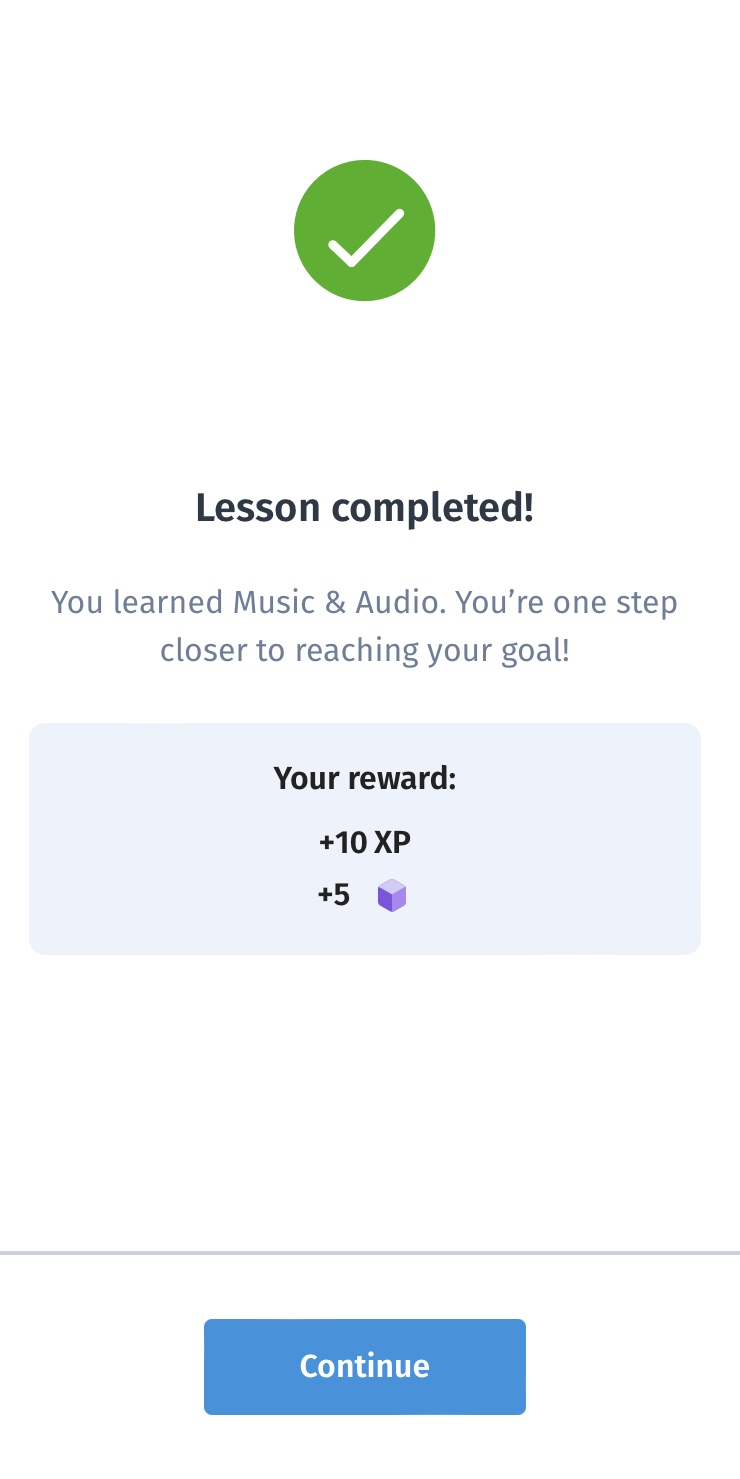 Lesson completed!
You learned Music & Audio. You’re one step
closer to reaching your goal!
Your reward:
+10 XP
+5
Continue